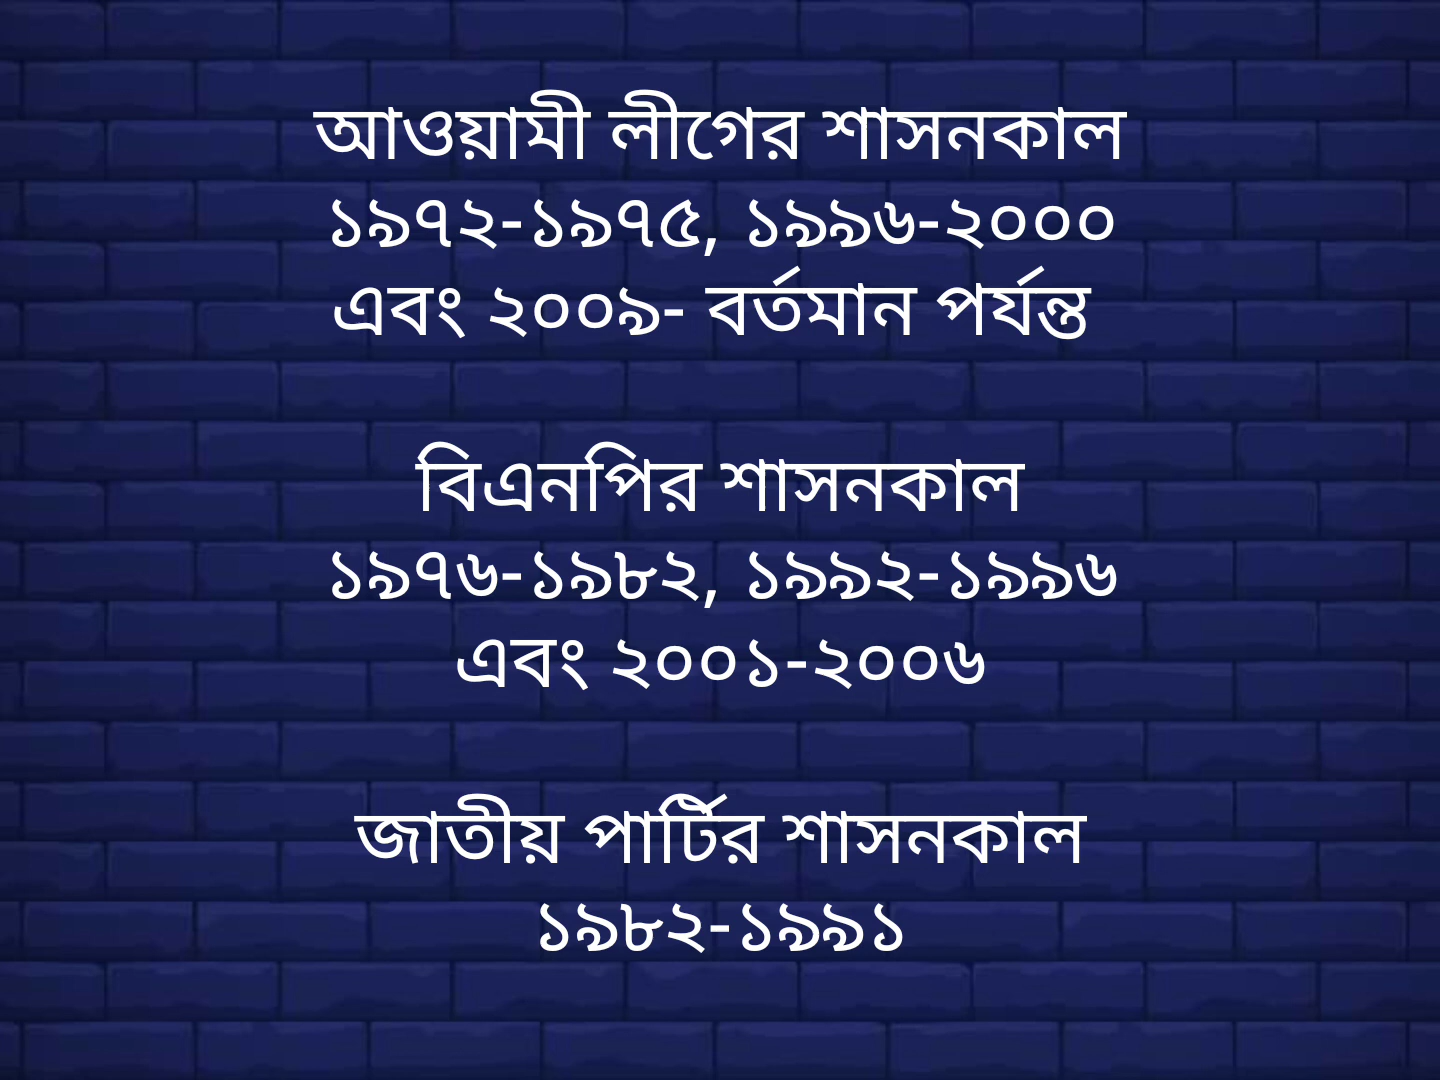 আওয়ামী লীগের শাসনকাল
১৯৭২-১৯৭৫, ১৯৯৬-২০০০
এবং ২০০৯- বর্তমান পর্যন্ত
বিএনপির শাসনকাল
১৯৭৬-১৯৮২, ১৯৯২-১৯৯৬
এবং ২০০১-২০০৬
জাতীয় পার্টির শাসনকাল
১৯৮২-১৯৯১